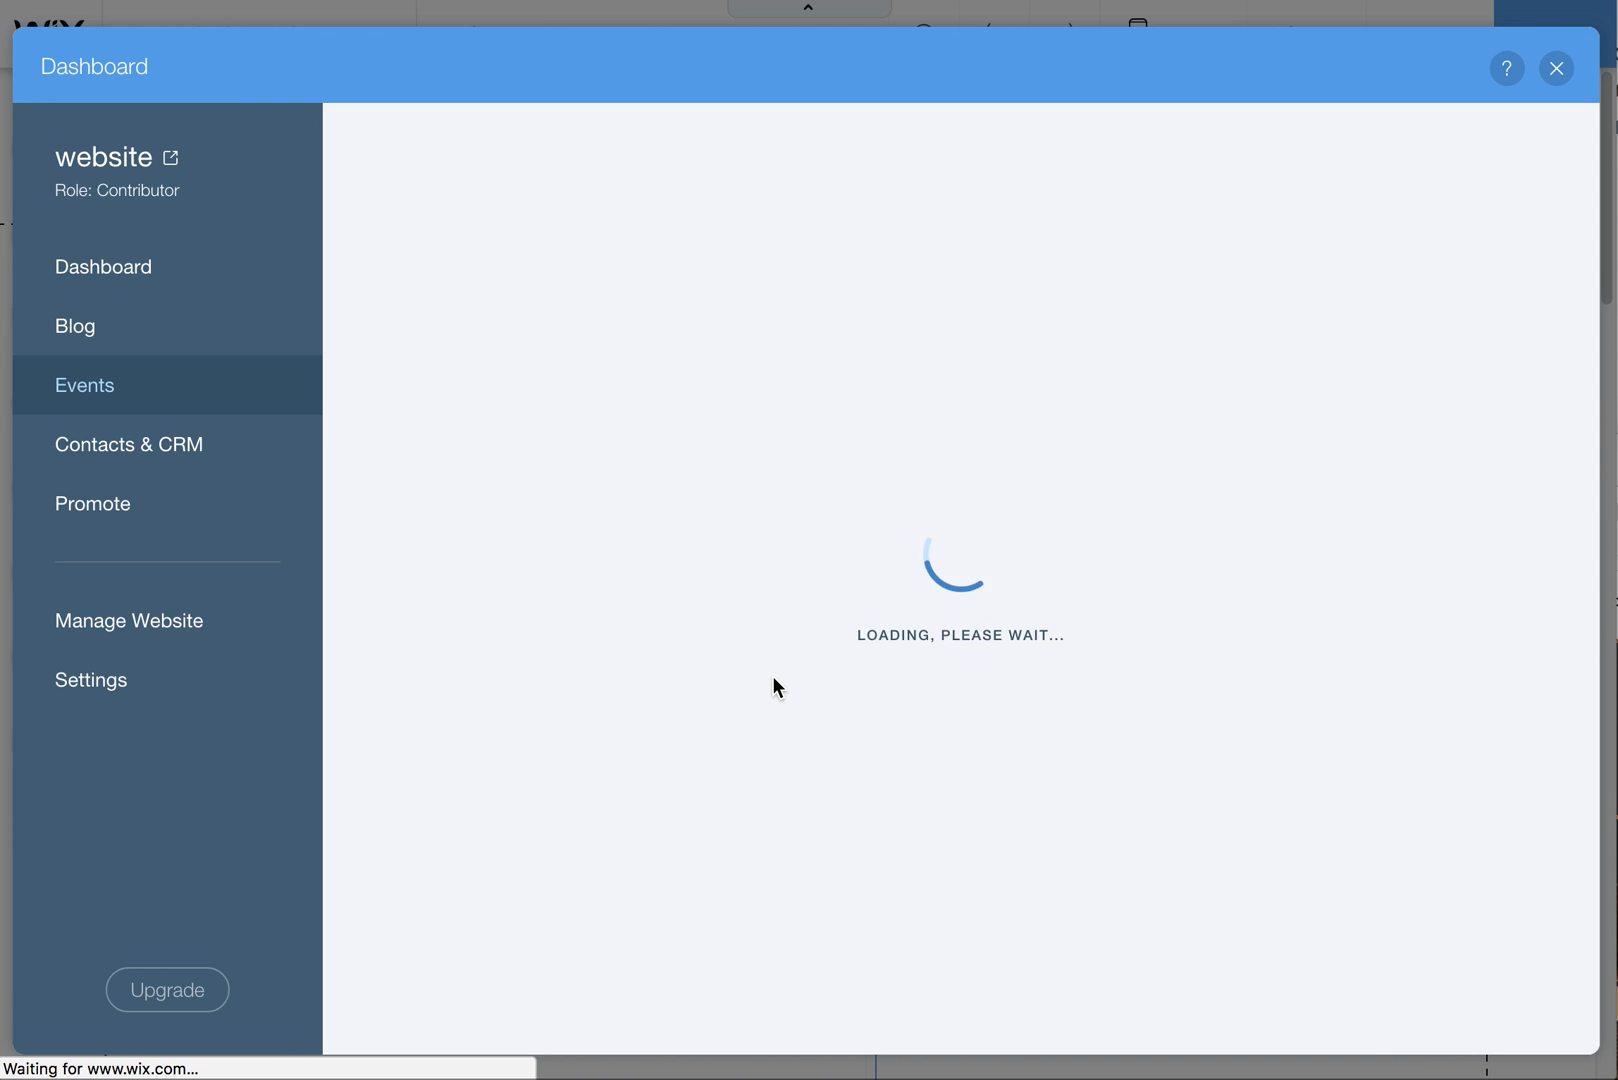 WIX
Dashboard
?
website
Role: Contributor
Dashboard
Blog
Events
Contacts & CRM
Promote
Manage Website
Settings
Upgrade
LOADING, PLEASE WAIT...
Waiting for www.wix.com...